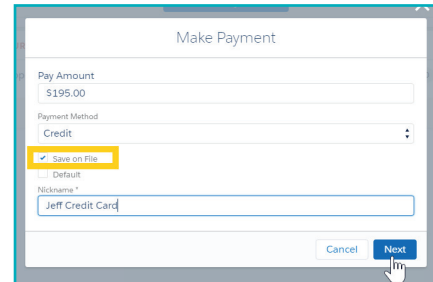 Make Payment
Pay Amount
$195.00
Payment Method
Credit
Save on File
Default
Nickname *
Jeff Credit Card
Cancel Next